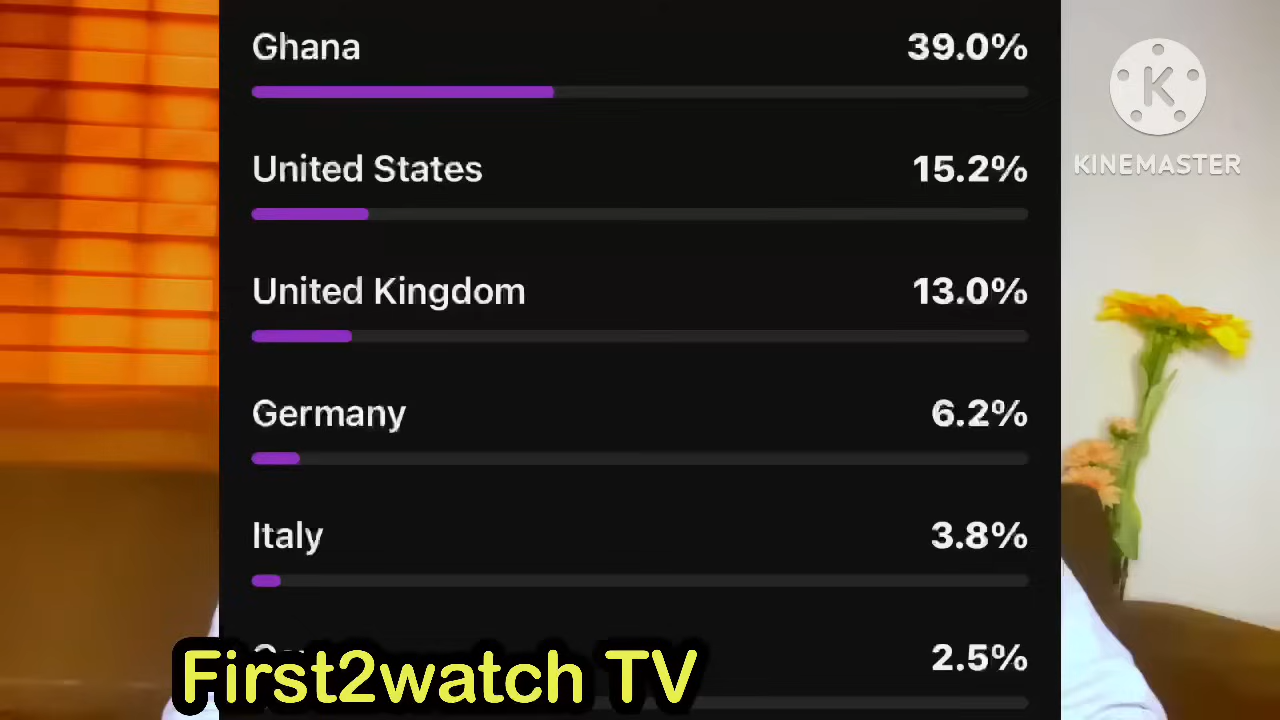 Ghana 39.0%
K
KINEMASTER
United States 15.2%
United Kingdom 13.0%
Germany 6.2%
Italy 3.8%
2.5%
First2watch TV